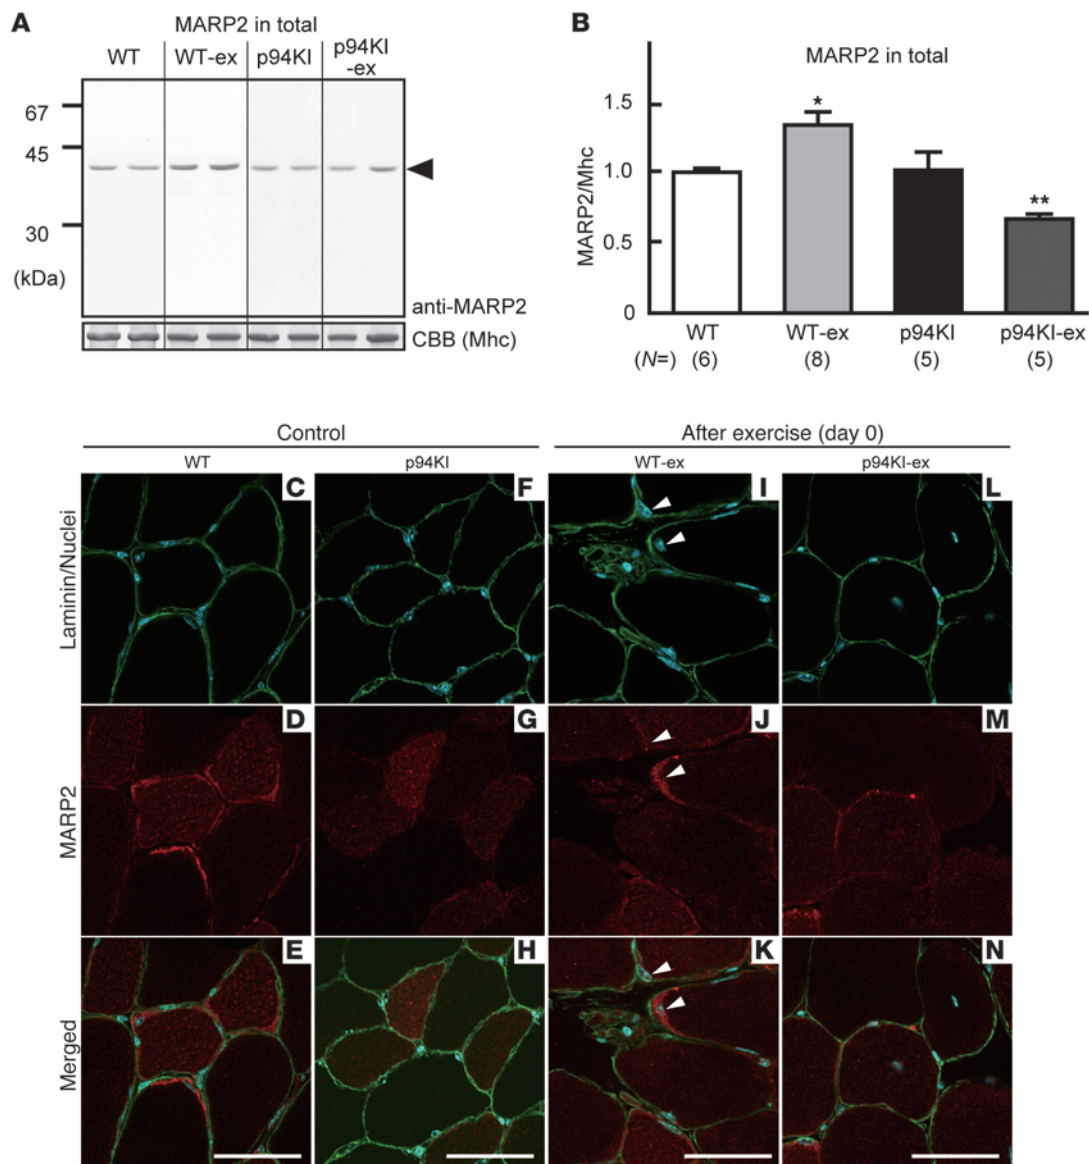 A
MARP2 in total
WT WT-ex p94KI p94KI
-ex
67
45
30
(kDa)
anti-MARP2
CBB (Mhc)
B
MARP2 in total
MARP2/Mhc
1.5
1.0
0.5
0
*
**
WT WT-ex p94KI p94KI-ex
(N=) (6) (8) (5) (5)
Control After exercise (day 0)
WT p94KI WT-ex p94KI-ex
Laminin/Nuclei
C F I L
MARP2
D G J M
Merged
E H K N